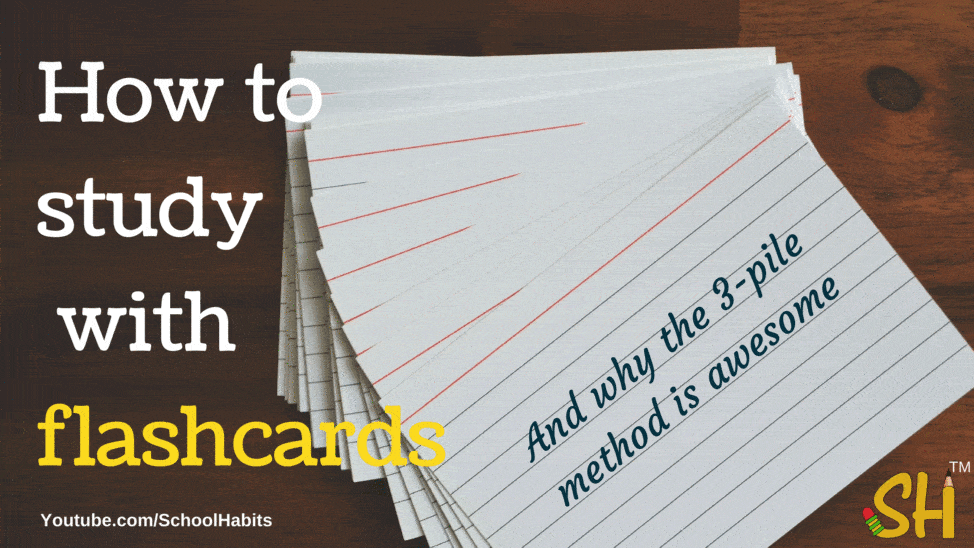 How to
study
with
flashcards
And why the 3-pile
method is awesome
Youtube.com/SchoolHabits
SH TM